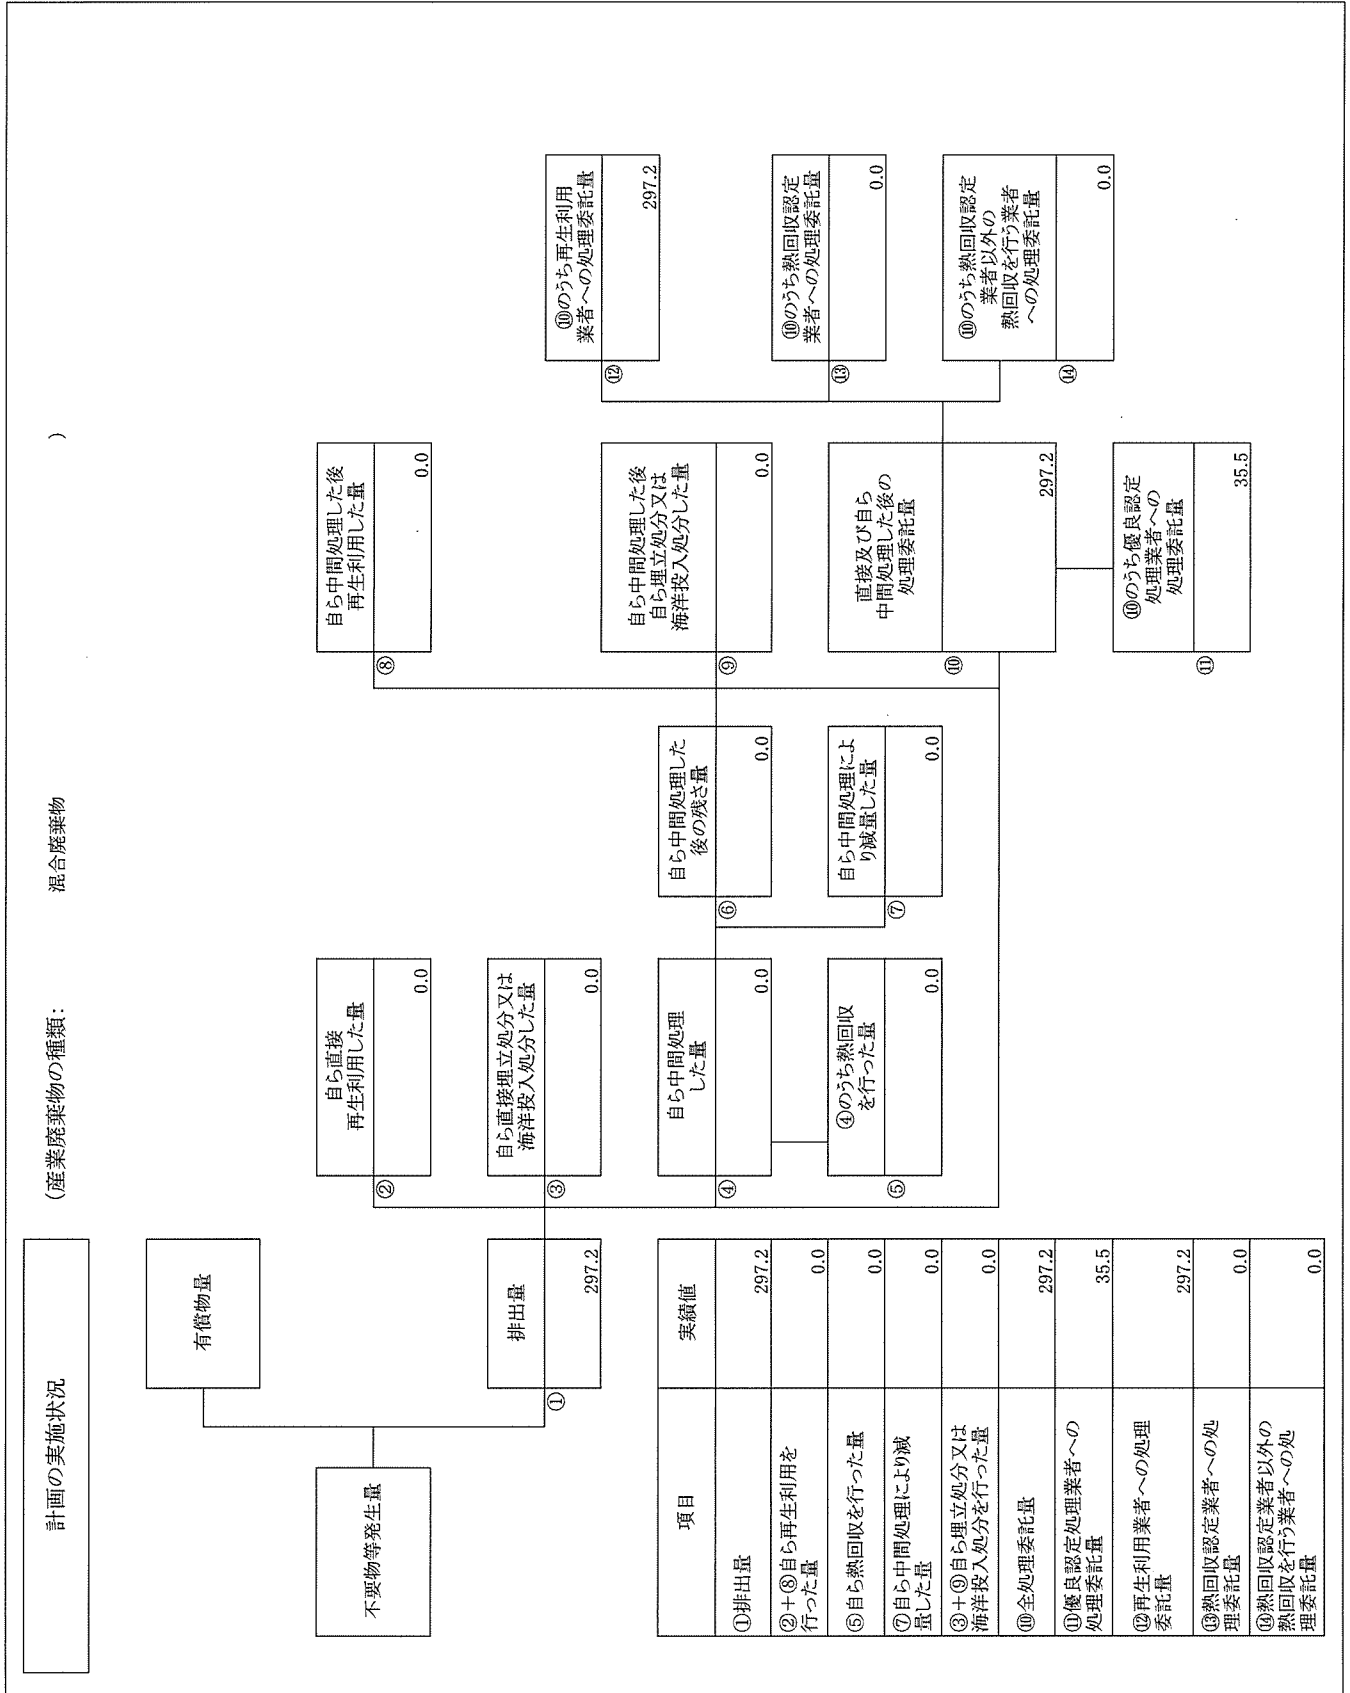 計画の実施状況
(産業廃棄物の種類： 混合廃棄物 )
不要物等発生量
有償物量
①
排出量
297.2
②
自ら直接
再生利用した量
0.0
③
自ら直接埋立処分又は
海洋投入処分した量
0.0
④
自ら中間処理
した量
0.0
⑤
④のうち熱回収
を行った量
0.0
⑥
自ら中間処理した
後の残さ量
0.0
⑦
自ら中間処理によ
り減量した量
0.0
⑧
自ら中間処理した後
再生利用した量
0.0
⑨
自ら中間処理した後
自ら埋立処分又は
海洋投入処分した量
0.0
⑩
直接及び自ら
中間処理した後の
処理委託量
297.2
⑪
⑩のうち優良認定
処理業者への
処理委託量
35.5
⑫
⑩のうち再生利用
業者への処理委託量
297.2
⑬
⑩のうち熱回収認定
業者への処理委託量
0.0
⑭
⑩のうち熱回収認定
業者以外の
熱回収を行う業者
への処理委託量
0.0
項目 実績値
①排出量 297.2
②+⑧自ら再生利用を
行った量 0.0
⑤自ら熱回収を行った量 0.0
⑦自ら中間処理により減
量した量 0.0
③+⑨自ら埋立処分又は
海洋投入処分を行った量 0.0
⑩全処理委託量 297.2
⑪優良認定処理業者への
処理委託量 35.5
⑫再生利用業者への処理
委託量 297.2
⑬熱回収認定業者への処
理委託量 0.0
⑭熱回収認定業者以外の
熱回収を行う業者への処
理委託量 0.0